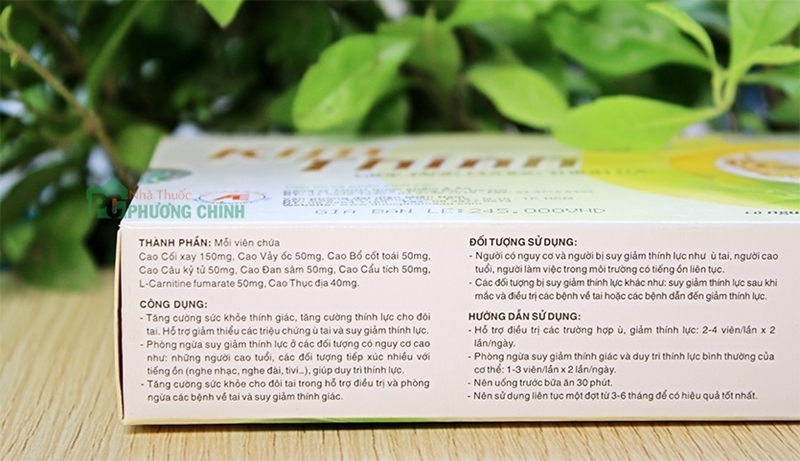 Kim
Thính
Nhà Thuốc
PHƯƠNG CHÍNH
GIA BAN LE:245.000VND
THÀNH PHẦN: Mỗi viên chứa
Cao Cối xay 150mg, Cao Vảy ốc 50mg, Cao Bổ cốt toái 50mg,
Cao Câu kỷ tử 50mg, Cao Đan sâm 50mg, Cao Cẩu tích 50mg,
L-Carnitine fumarate 50mg, Cao Thục địa 40mg.
CÔNG DỤNG:
- Tăng cường sức khỏe thính giác, tăng cường thính lực cho đôi
tai. Hỗ trợ giảm thiểu các triệu chứng ù tai và suy giảm thính lực.
- Phòng ngừa suy giảm thính lực ở các đối tượng có nguy cơ cao
như: những người cao tuổi, các đối tượng tiếp xúc nhiều với
tiếng ồn (nghe nhạc, nghe đài, tivi...), giúp duy trì thính lực.
- Tăng cường sức khỏe cho đôi tai trong hỗ trợ điều trị và phòng
ngừa các bệnh về tai và suy giảm thính giác.
ĐỐI TƯỢNG SỬ DỤNG:
- Người có nguy cơ và người bị suy giảm thính lực như ù tai, người cao
tuổi, người làm việc trong môi trường có tiếng ồn liên tục.
- Các đối tượng bị suy giảm thính lực khác như: suy giảm thính lực sau khi
mắc và điều trị các bệnh về tai hoặc các bệnh dẫn đến giảm thính lực.
HƯỚNG DẪN SỬ DỤNG:
- Hỗ trợ điều trị các trường hợp ù, giảm thính lực: 2-4 viên/lần x 2
lần/ngày.
- Phòng ngừa suy giảm thính giác và duy trì thính lực bình thường của
cơ thể: 1-3 viên/lần x 2 lần/ngày.
- Nên uống trước bữa ăn 30 phút.
- Nên sử dụng liên tục một đợt từ 3-6 tháng để có hiệu quả tốt nhất.